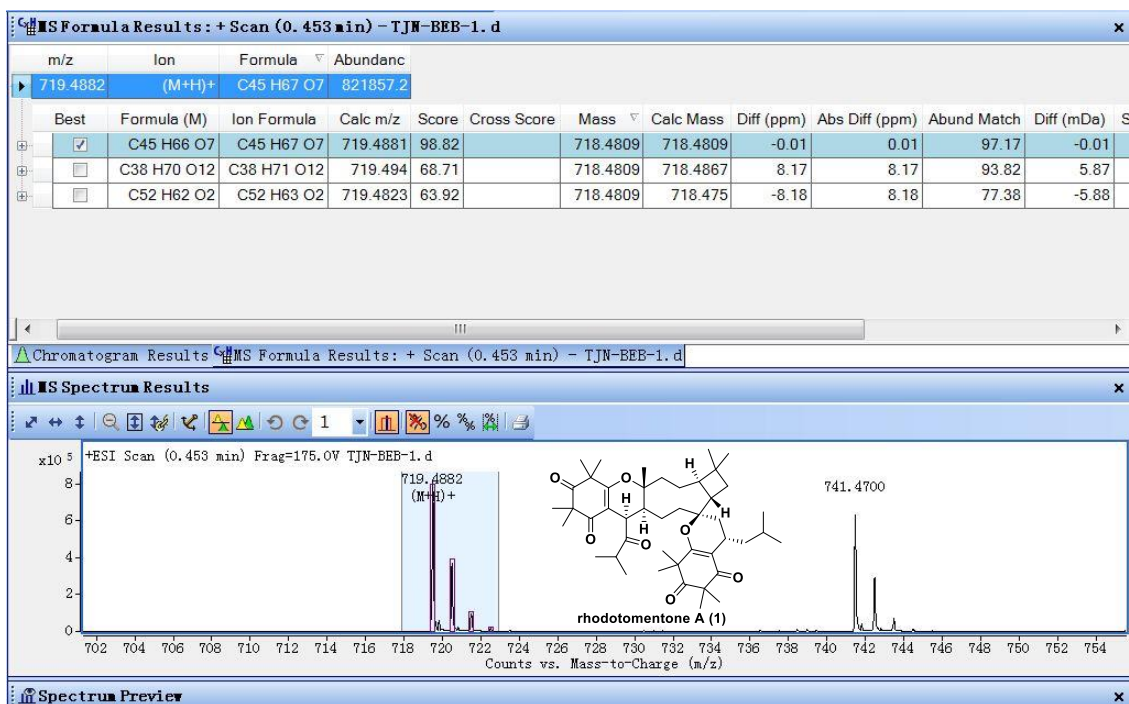 MS Formula Results: + Scan (0.453 min) - TJN-BEB-1.d
m/z Ion Formula Abundanc
719.4882 (M+H)+ C45 H67 O7 821857.2
Best Formula (M) Ion Formula Calc m/z Score Cross Score Mass Calc Mass Diff (ppm) Abs Diff (ppm) Abund Match Diff (mDa) S
C45 H66 O7 C45 H67 O7 719.4881 98.82 718.4809 718.4809 -0.01 0.01 97.17 -0.01
C38 H70 O12 C38 H71 O12 719.494 68.71 718.4809 718.4867 8.17 8.17 93.82 5.87
C52 H62 O2 C52 H63 O2 719.4823 63.92 718.4809 718.475 -8.18 8.18 77.38 -5.88
Chromatogram Results MS Formula Results: + Scan (0.453 min) - TJN-BEB-1.d
MS Spectrum Results
1 % %
x10 5 +ESI Scan (0.453 min) Frag=175.0V TJN-BEB-1.d
719.4882
(M+H)+
741.4700
8
6
4
2
0
O O H
O H H
O O H O H
O O
O
rhodotomentone A (1)
702 704 706 708 710 712 714 716 718 720 722 724 726 728 730 732 734 736 738 740 742 744 746 748 750 752 754
Counts vs. Mass-to-Charge (m/z)
Spectrum Preview